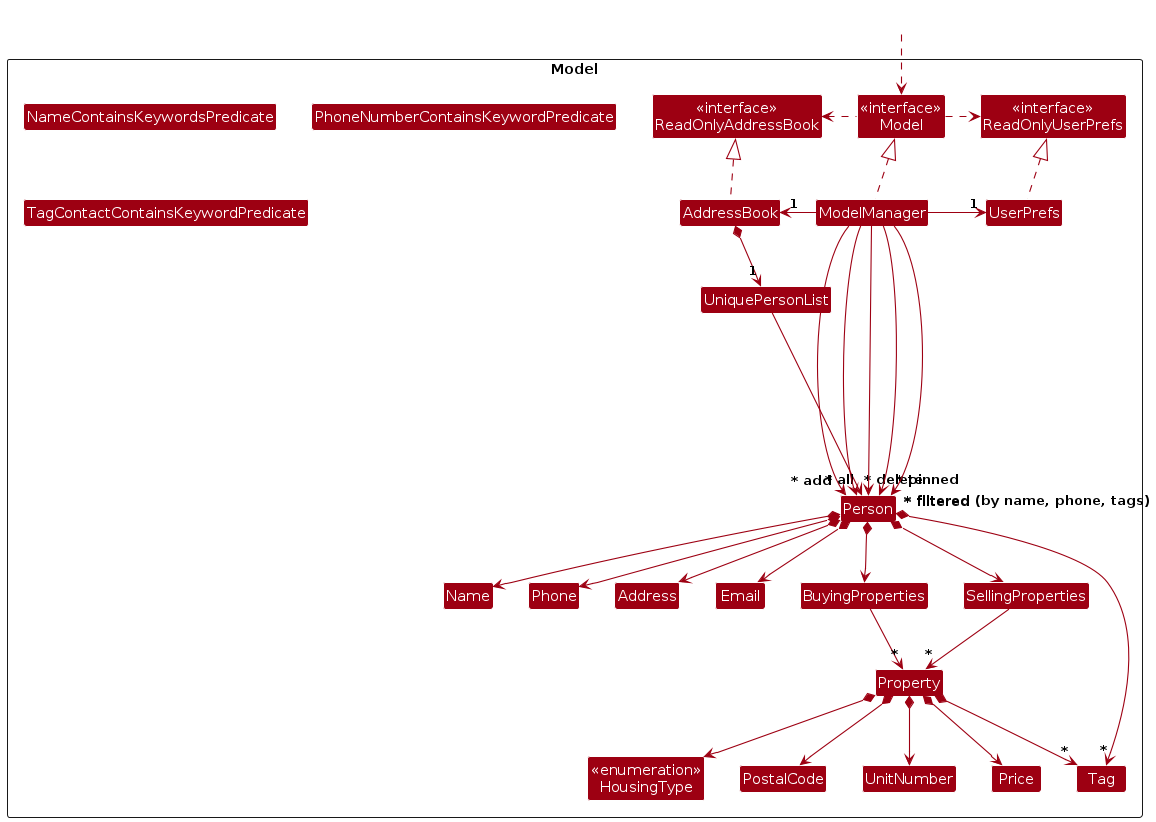 Model
NameContainsKeywordsPredicate
PhoneNumberContainsKeywordPredicate
«interface»
ReadOnlyAddressBook
«interface»
Model
«interface»
ReadOnlyUserPrefs
TagContactContainsKeywordPredicate
AddressBook
1
ModelManager
1
UserPrefs
1
UniquePersonList
* add
* all
* delete
* pinned
* filtered (by name, phone, tags)
Person
Name
Phone
Address
Email
BuyingProperties
SellingProperties
*
*
Property
*
*
«enumeration»
HousingType
PostalCode
UnitNumber
Price
Tag